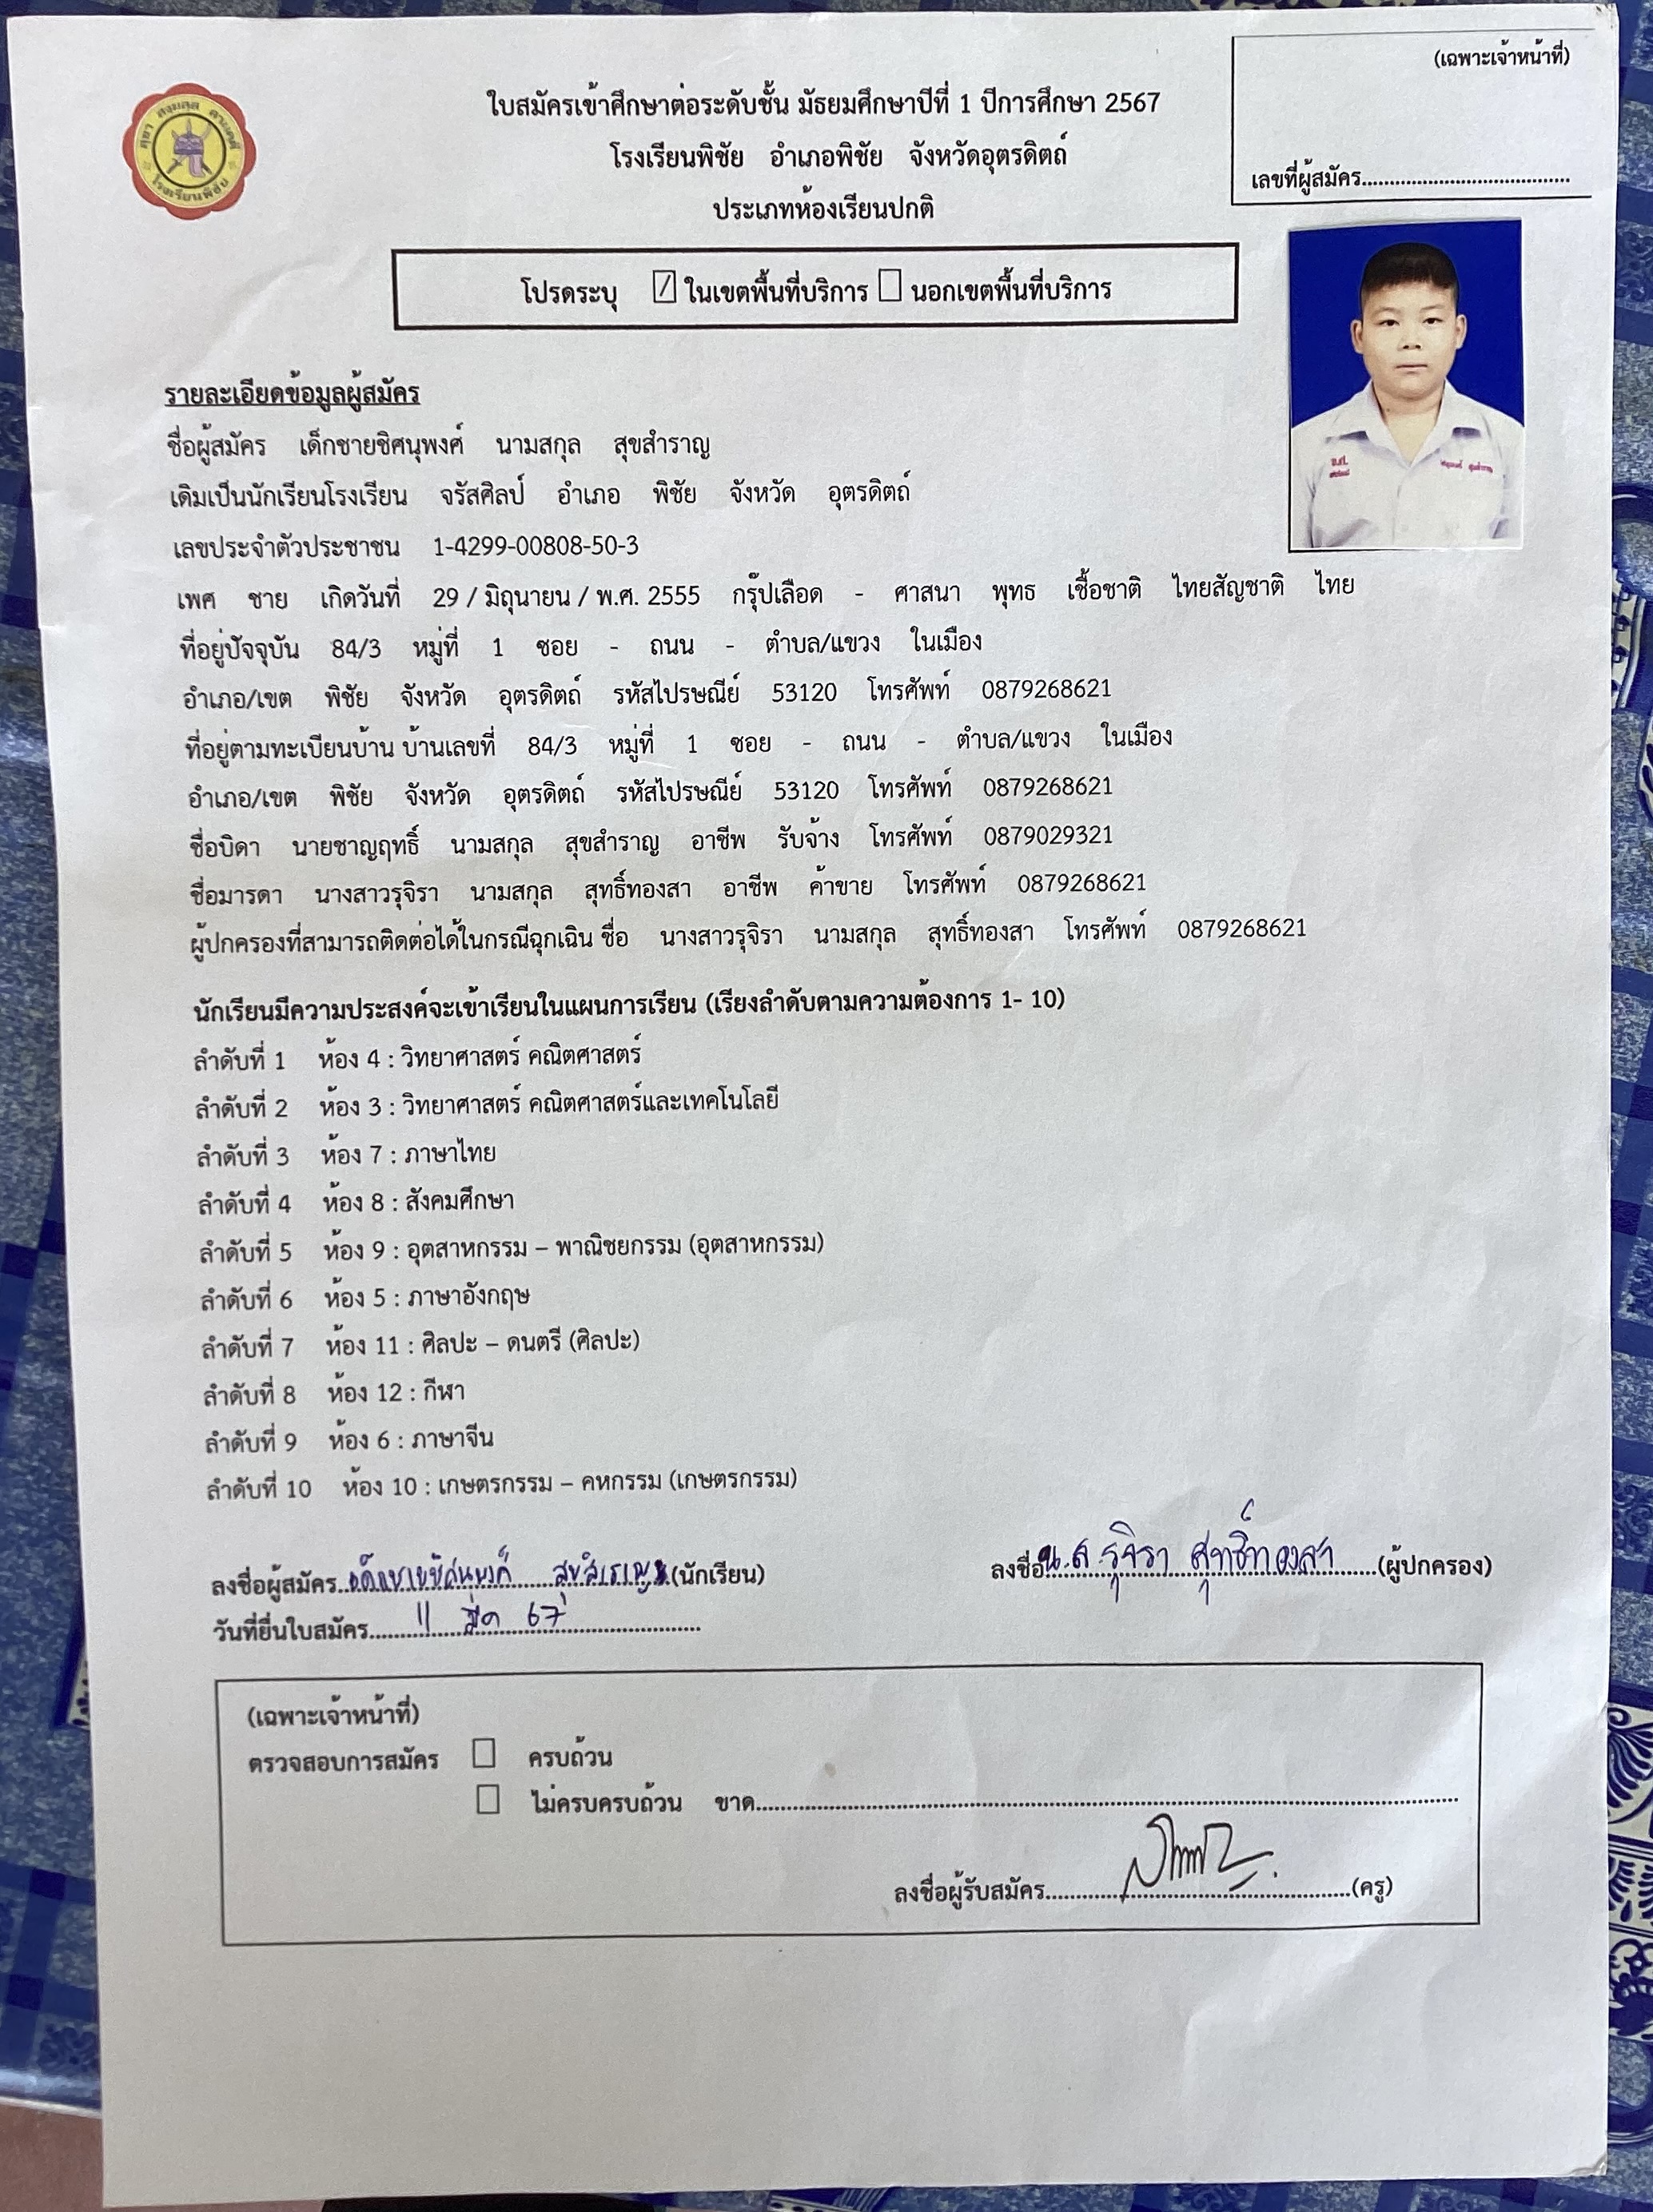 (เฉพาะเจ้าหน้าที่)
ใบสมัครเข้าศึกษาต่อระดับชั้น มัธยมศึกษาปีที่ 1 ปีการศึกษา 2567
โรงเรียนพิชัย อำเภอพิชัย จังหวัดอุตรดิตถ์
เลขที่ผู้สมัคร
ประเภทห้องเรียนปกติ
โรงเรียนพิชัย
โปรดระบุ ☑ ในเขตพื้นที่บริการ ☐ นอกเขตพื้นที่บริการ
รายละเอียดข้อมูลผู้สมัคร
ชื่อผู้สมัคร เด็กชายชิศนุพงศ์ นามสกุล สุขสำราญ
เดิมเป็นนักเรียนโรงเรียน จรัสศิลป์ อำเภอ พิชัย จังหวัด อุตรดิตถ์
เลขประจำตัวประชาชน 1-4299-00808-50-3
เพศ ชาย เกิดวันที่ 29 / มิถุนายน / พ.ศ. 2555 กรุ๊ปเลือด - ศาสนา พุทธ เชื้อชาติ ไทยสัญชาติ ไทย
ที่อยู่ปัจจุบัน 84/3 หมู่ที่ 1 ซอย - ถนน - ตำบล/แขวง ในเมือง
อำเภอ/เขต พิชัย จังหวัด อุตรดิตถ์ รหัสไปรษณีย์ 53120 โทรศัพท์ 0879268621
ที่อยู่ตามทะเบียนบ้าน บ้านเลขที่ 84/3 หมู่ที่ 1 ซอย - ถนน - ตำบล/แขวง ในเมือง
อำเภอ/เขต พิชัย จังหวัด อุตรดิตถ์ รหัสไปรษณีย์ 53120 โทรศัพท์ 0879268621
ชื่อบิดา นายชาญฤทธิ์ นามสกุล สุขสำราญ อาชีพ รับจ้าง โทรศัพท์ 0879029321
ชื่อมารดา นางสาวรุจิรา นามสกุล สุทธิ์ทองสา อาชีพ ค้าขาย โทรศัพท์ 0879268621
ผู้ปกครองที่สามารถติดต่อได้ในกรณีฉุกเฉิน ชื่อ นางสาวรุจิรา นามสกุล สุทธิ์ทองสา โทรศัพท์ 0879268621
นักเรียนมีความประสงค์จะเข้าเรียนในแผนการเรียน (เรียงลำดับตามความต้องการ 1- 10)
ลำดับที่ 1 ห้อง 4 : วิทยาศาสตร์ คณิตศาสตร์
ลำดับที่ 2 ห้อง 3 : วิทยาศาสตร์ คณิตศาสตร์และเทคโนโลยี
ลำดับที่ 3 ห้อง 7 : ภาษาไทย
ลำดับที่ 4 ห้อง 8 : สังคมศึกษา
ลำดับที่ 5 ห้อง 9 : อุตสาหกรรม – พาณิชยกรรม (อุตสาหกรรม)
ลำดับที่ 6 ห้อง 5 : ภาษาอังกฤษ
ลำดับที่ 7 ห้อง 11 : ศิลปะ – ดนตรี (ศิลปะ)
ลำดับที่ 8 ห้อง 12 : กีฬา
ลำดับที่ 9 ห้อง 6 : ภาษาจีน
ลำดับที่ 10 ห้อง 10 : เกษตรกรรม – คหกรรม (เกษตรกรรม)
ลงชื่อผู้สมัคร เด็กชายชิศนุพงศ์ สุขสำราญ (นักเรียน) ลงชื่อ น.ส.รุจิรา สุทธิ์ทองสา (ผู้ปกครอง)
วันที่ยื่นใบสมัคร 11 มีค 67
(เฉพาะเจ้าหน้าที่)
ตรวจสอบการสมัคร ☐ ครบถ้วน
☐ ไม่ครบครบถ้วน ขาด
ลงชื่อผู้รับสมัคร (ครู)